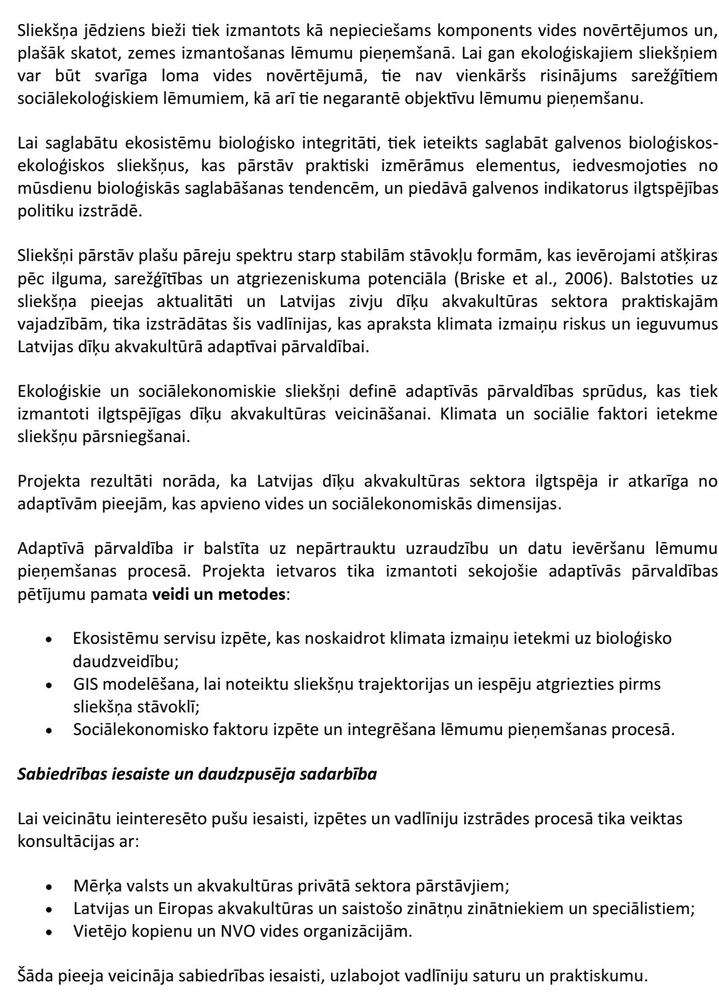 Sliekšņa jēdziens bieži tiek izmantots kā nepieciešams komponents vides novērtējumos un,
plašāk skatot, zemes izmantošanas lēmumu pieņemšanā. Lai gan ekoloģiskajiem sliekšņiem
var būt svarīga loma vides novērtējumā, tie nav vienkāršs risinājums sarežģītiem
sociālekoloģiskiem lēmumiem, kā arī tie negarantē objektīvu lēmumu pieņemšanu.
Lai saglabātu ekosistēmu bioloģisko integritāti, tiek ieteikts saglabāt galvenos bioloģiskos-
ekoloģiskos sliekšņus, kas pārstāv praktiski izmērāmus elementus, iedvesmojoties no
mūsdienu bioloģiskās saglabāšanas tendencēm, un piedāvā galvenos indikatorus ilgtspējības
politiku izstrādē.
Sliekšņi pārstāv plašu pāreju spektru starp stabilām stāvokļu formām, kas ievērojami atšķiras
pēc ilguma, sarežģītības un atgriezeniskuma potenciāla (Briske et al., 2006). Balstoties uz
sliekšņa pieejas aktualitāti un Latvijas zivju dīķu akvakultūras sektora praktiskajām
vajadzībām, tika izstrādātas šis vadlīnijas, kas apraksta klimata izmaiņu riskus un ieguvumus
Latvijas dīķu akvakultūrā adaptīvai pārvaldībai.
Ekoloģiskie un sociālekonomiskie sliekšņi definē adaptīvās pārvaldības sprūdus, kas tiek
izmantoti ilgtspējīgas dīķu akvakultūras veicināšanai. Klimata un sociālie faktori ietekme
sliekšņu pārsniegšanai.
Projekta rezultāti norāda, ka Latvijas dīķu akvakultūras sektora ilgtspēja ir atkarīga no
adaptīvām pieejām, kas apvieno vides un sociālekonomiskās dimensijas.
Adaptīvā pārvaldība ir balstīta uz nepārtrauktu uzraudzību un datu ievēršanu lēmumu
pieņemšanas procesā. Projekta ietvaros tika izmantoti sekojošie adaptīvās pārvaldības
pētījumu pamata veidi un metodes:
• Ekosistēmu servisu izpēte, kas noskaidrot klimata izmaiņu ietekmi uz bioloģisko
daudzveidību;
• GIS modelēšana, lai noteiktu sliekšņu trajektorijas un iespēju atgriezties pirms
sliekšņa stāvoklī;
• Sociālekonomisko faktoru izpēte un integrēšana lēmumu pieņemšanas procesā.
Sabiedrības iesaiste un daudzpusēja sadarbība
Lai veicinātu ieinteresēto pušu iesaisti, izpētes un vadlīniju izstrādes procesā tika veiktas
konsultācijas ar:
• Mērķa valsts un akvakultūras privātā sektora pārstāvjiem;
• Latvijas un Eiropas akvakultūras un saistošo zinātņu zinātniekiem un speciālistiem;
• Vietējo kopienu un NVO vides organizācijām.
Šāda pieeja veicināja sabiedrības iesaisti, uzlabojot vadlīniju saturu un praktiskumu.